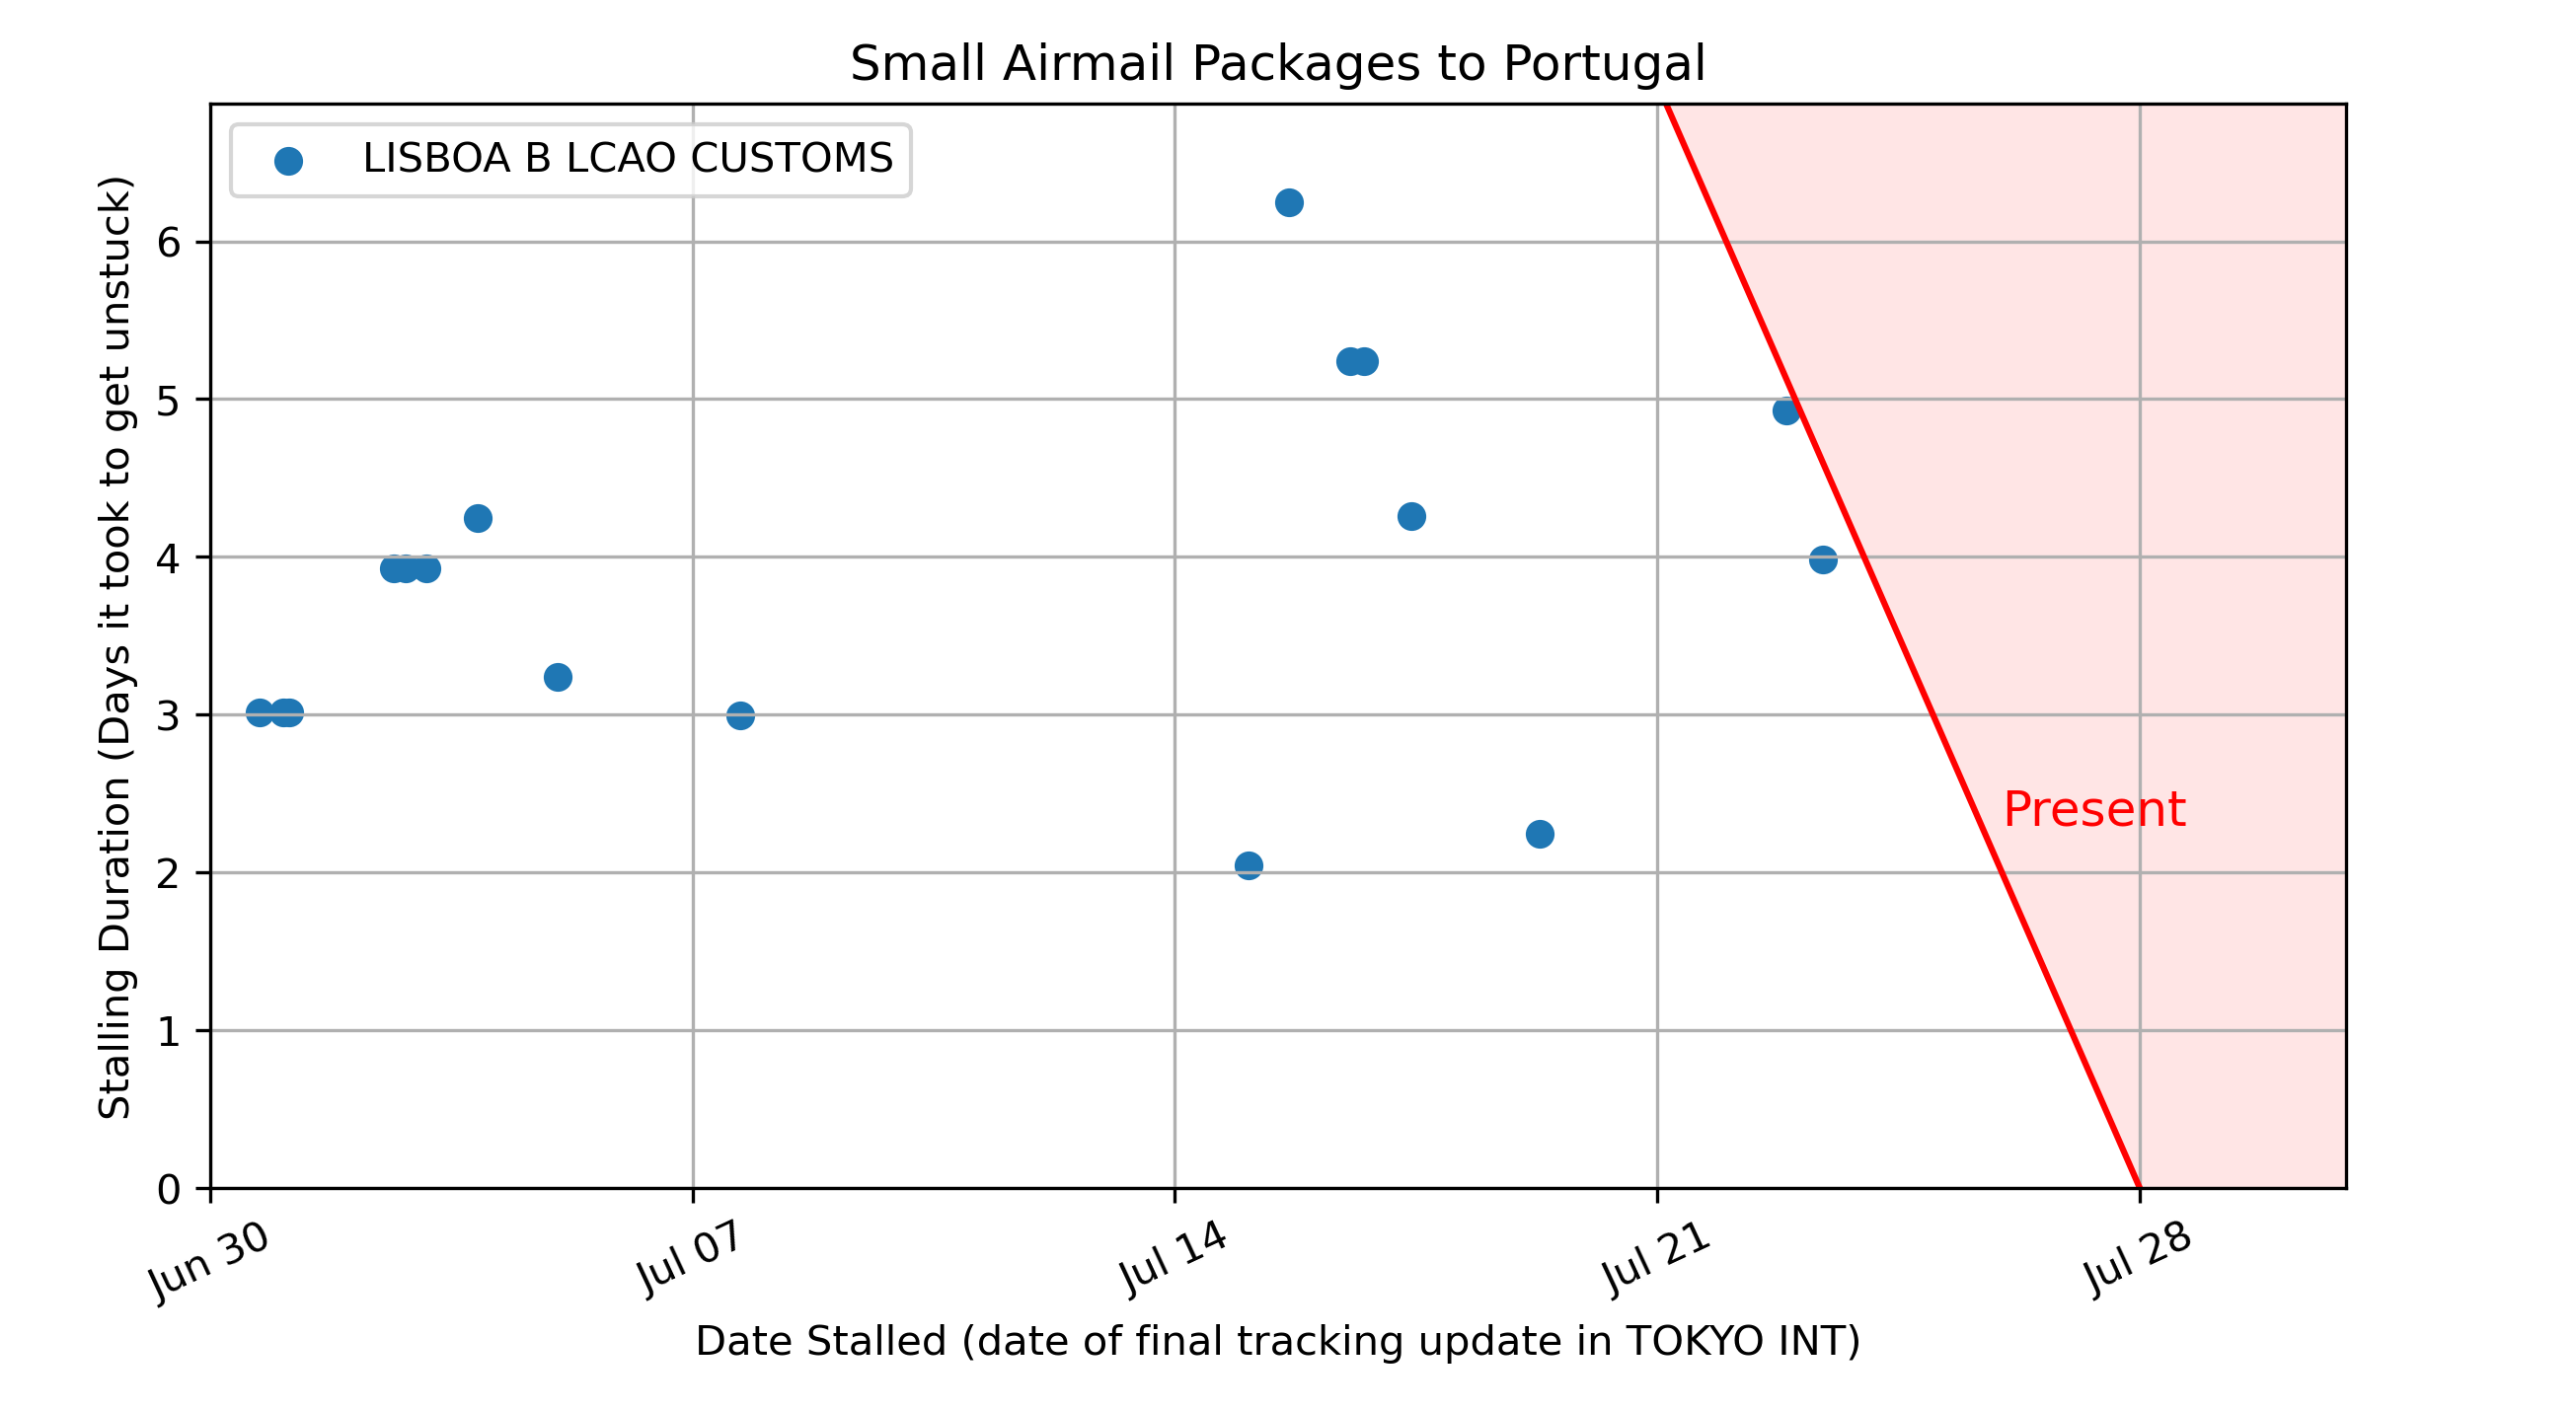 Small Airmail Packages to Portugal
LISBOA B LCAO CUSTOMS
Stalling Duration (Days it took to get unstuck)
6
5
4
3
2
1
0
Present
Jun 30
Jul 07
Jul 14
Jul 21
Jul 28
Date Stalled (date of final tracking update in TOKYO INT)